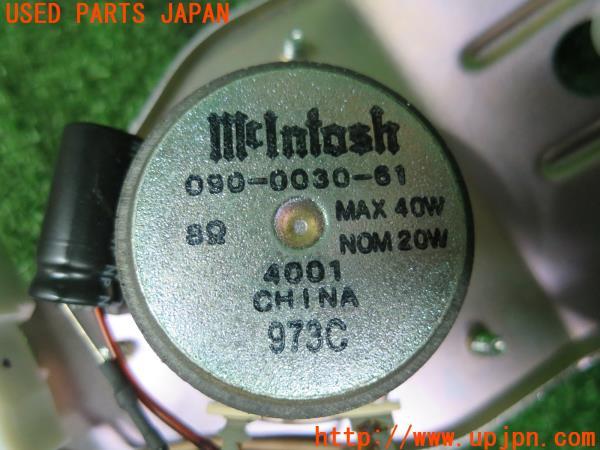 USED PARTS JAPAN
McIntosh
090-0030-61
8Ω
MAX 40W
NOM 20W
4001
CHINA
973C
http://www.upjpn.com